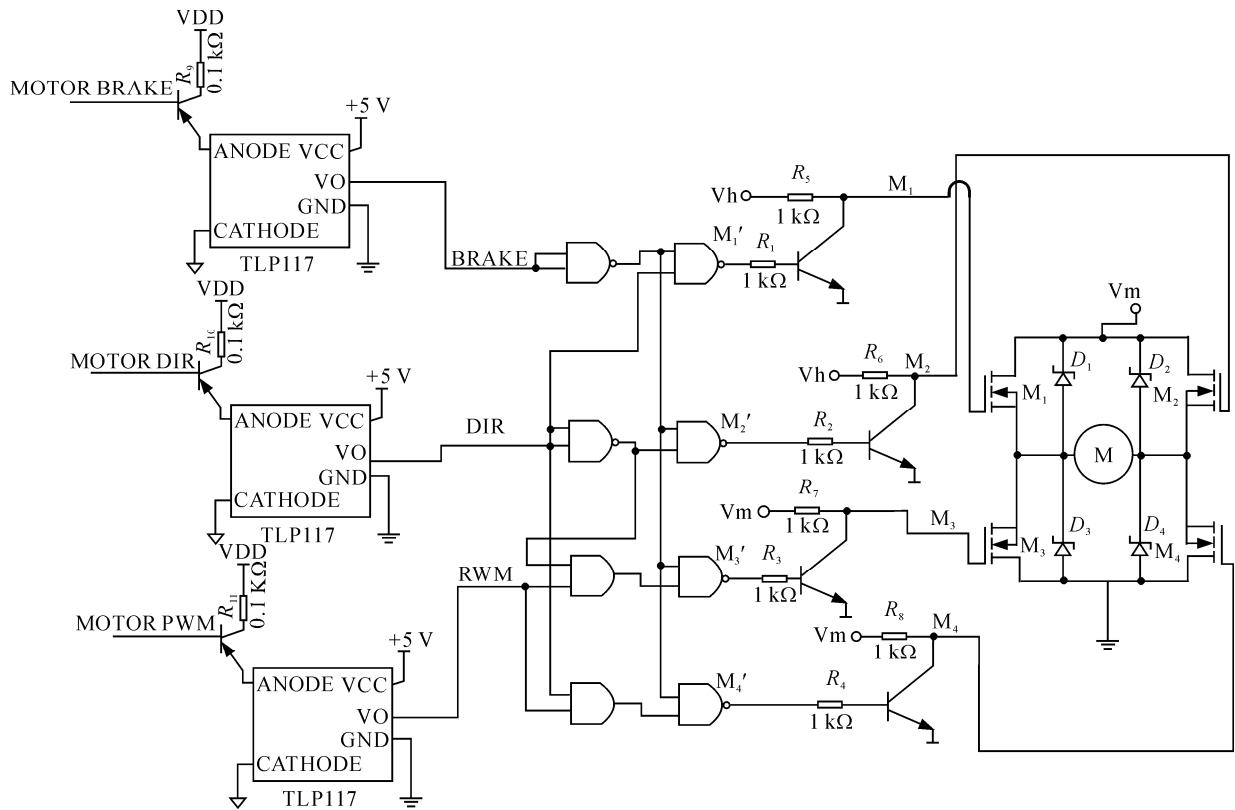 VDD
R₉
0.1 kΩ
MOTOR BRAKE
+5 V
ANODE VCC
VO
GND
CATHODE
TLP117
BRAKE
VDD
R₁₀
0.1 kΩ
MOTOR DIR
+5 V
ANODE VCC
VO
GND
CATHODE
TLP117
DIR
VDD
R₁₁
0.1 KΩ
MOTOR PWM
+5 V
ANODE VCC
VO
GND
CATHODE
TLP117
RWM
M₁′
R₁
1 kΩ
Vh
R₅
1 kΩ
M₁
M₂′
R₂
1 kΩ
Vh
R₆
1 kΩ
M₂
M₃′
R₃
1 kΩ
Vm
R₇
1 kΩ
M₃
M₄′
R₄
1 kΩ
Vm
R₈
1 kΩ
M₄
Vm
D₁
D₂
M₁
M₂
M
D₃
D₄
M₃
M₄